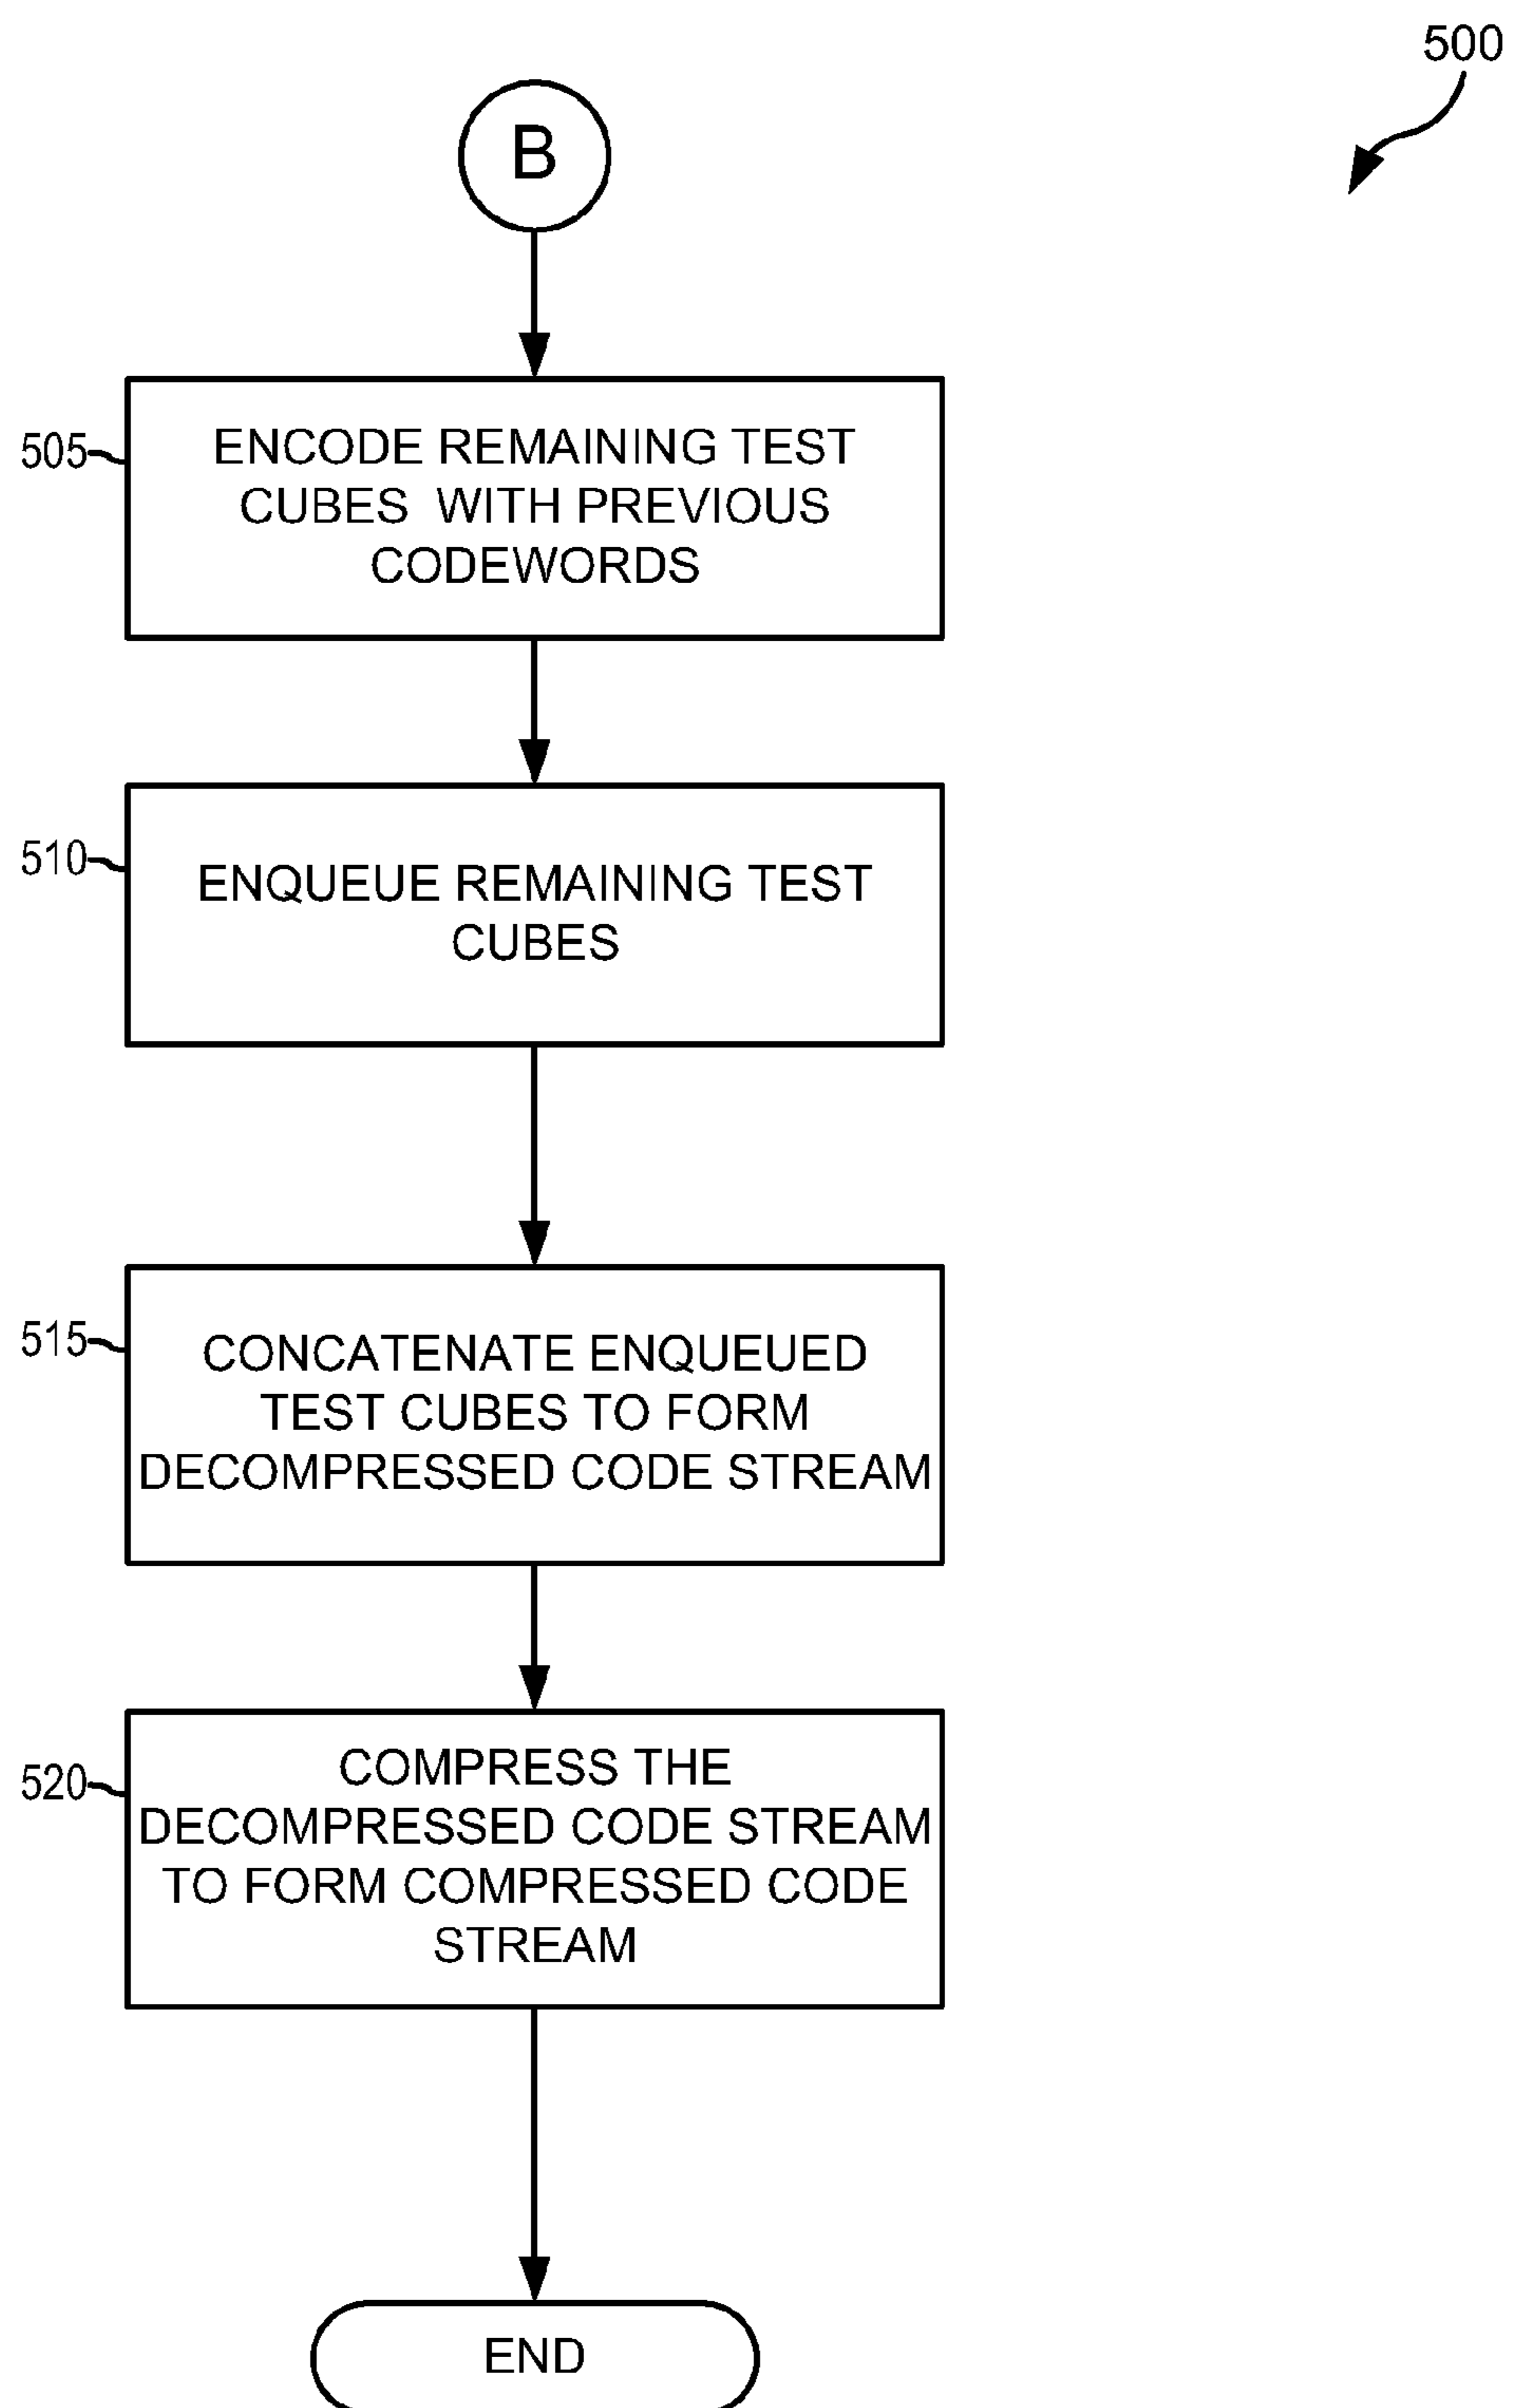 500
B
505
ENCODE REMAINING TEST
CUBES WITH PREVIOUS
CODEWORDS
510
ENQUEUE REMAINING TEST
CUBES
515
CONCATENATE ENQUEUED
TEST CUBES TO FORM
DECOMPRESSED CODE STREAM
520
COMPRESS THE
DECOMPRESSED CODE STREAM
TO FORM COMPRESSED CODE
STREAM
END